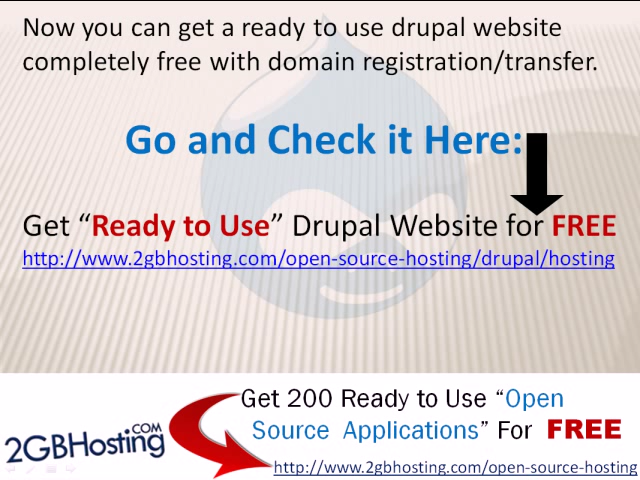 Now you can get a ready to use drupal website
completely free with domain registration/transfer.
Go and Check it Here:
Get “Ready to Use” Drupal Website for FREE
http://www.2gbhosting.com/open-source-hosting/drupal/hosting
Get 200 Ready to Use “Open
Source Applications” For FREE
2GBHosting.COM
http://www.2gbhosting.com/open-source-hosting